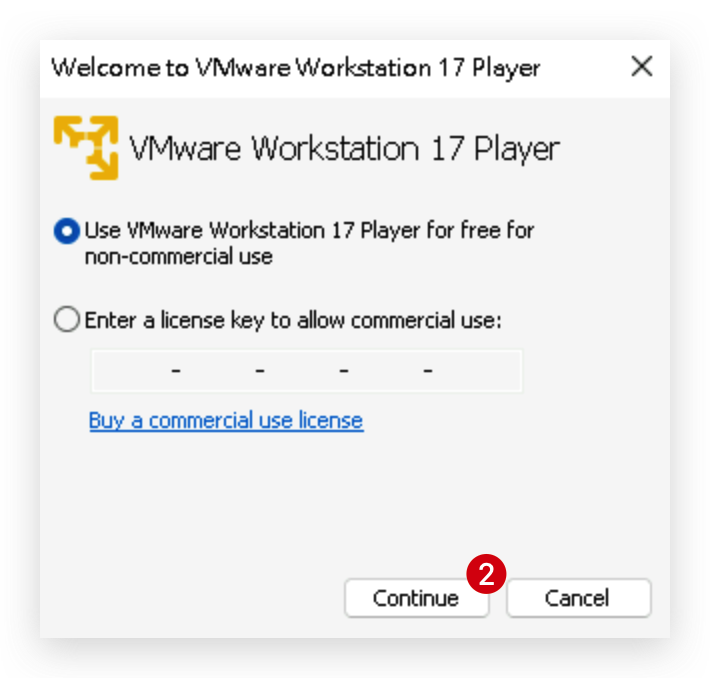 Welcome to VMware Workstation 17 Player
VMware Workstation 17 Player
Use VMware Workstation 17 Player for free for
non-commercial use
Enter a license key to allow commercial use:
- - - -
Buy a commercial use license
2
Continue Cancel